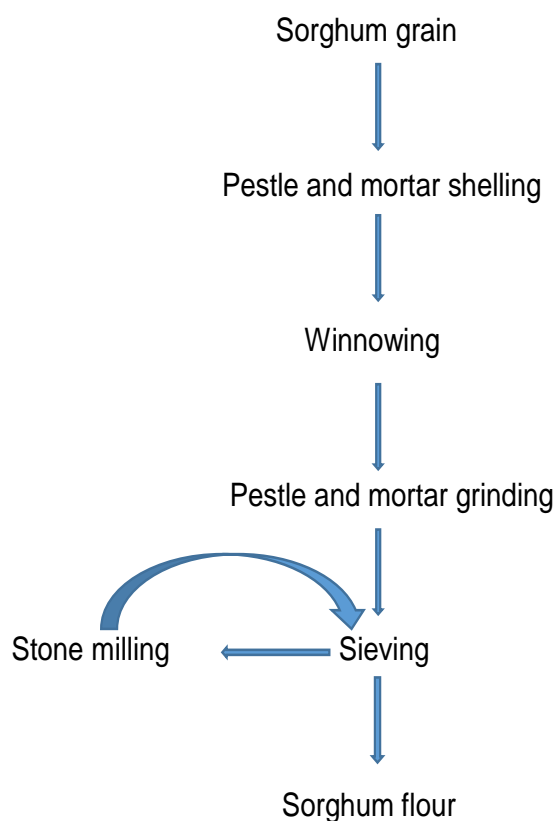 Sorghum grain
Pestle and mortar shelling
Winnowing
Pestle and mortar grinding
Stone milling
Sieving
Sorghum flour